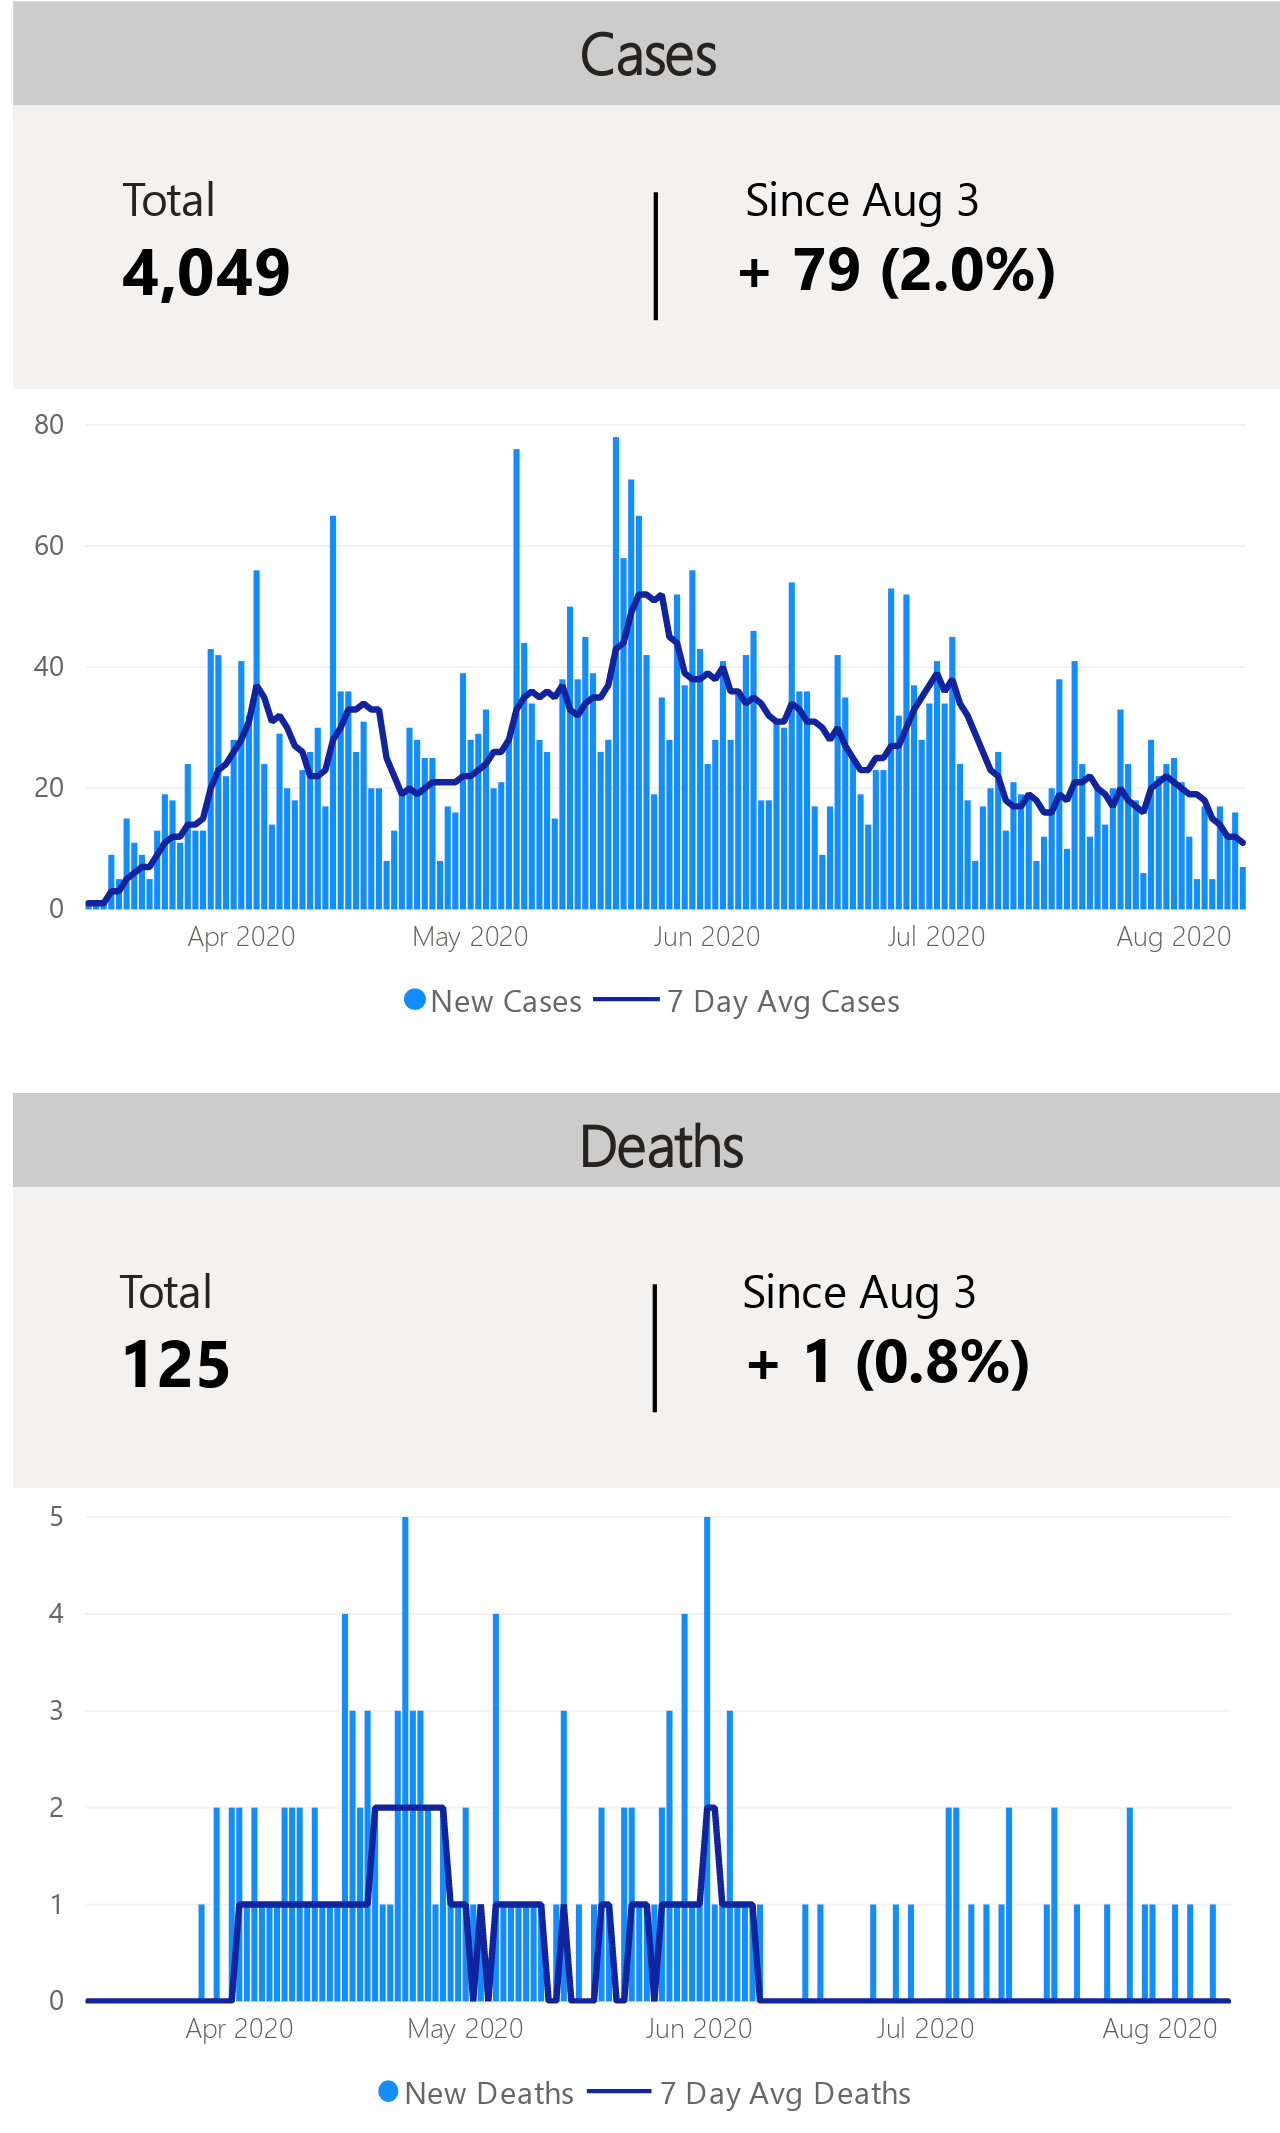 Cases
Total
Since Aug 3
4,049
+ 79 (2.0%)
80
60
40
20
0
Apr 2020 May 2020 Jun 2020 Jul 2020 Aug 2020
New Cases 7 Day Avg Cases
Deaths
Total
Since Aug 3
125
+ 1 (0.8%)
5
4
3
2
1
0
Apr 2020 May 2020 Jun 2020 Jul 2020 Aug 2020
New Deaths 7 Day Avg Deaths